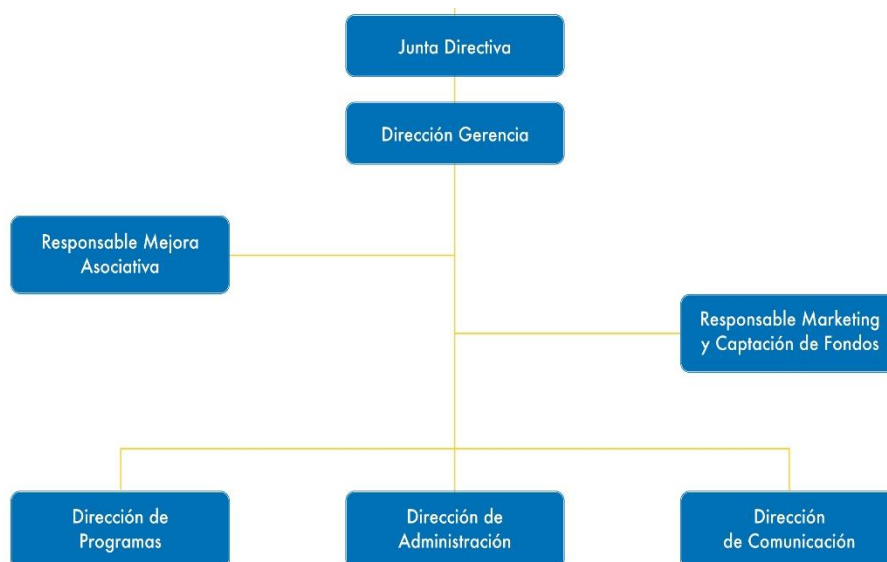 Junta Directiva
Dirección Gerencia
Responsable Mejora
Asociativa
Responsable Marketing
y Captación de Fondos
Dirección de
Programas
Dirección de
Administración
Dirección
de Comunicación